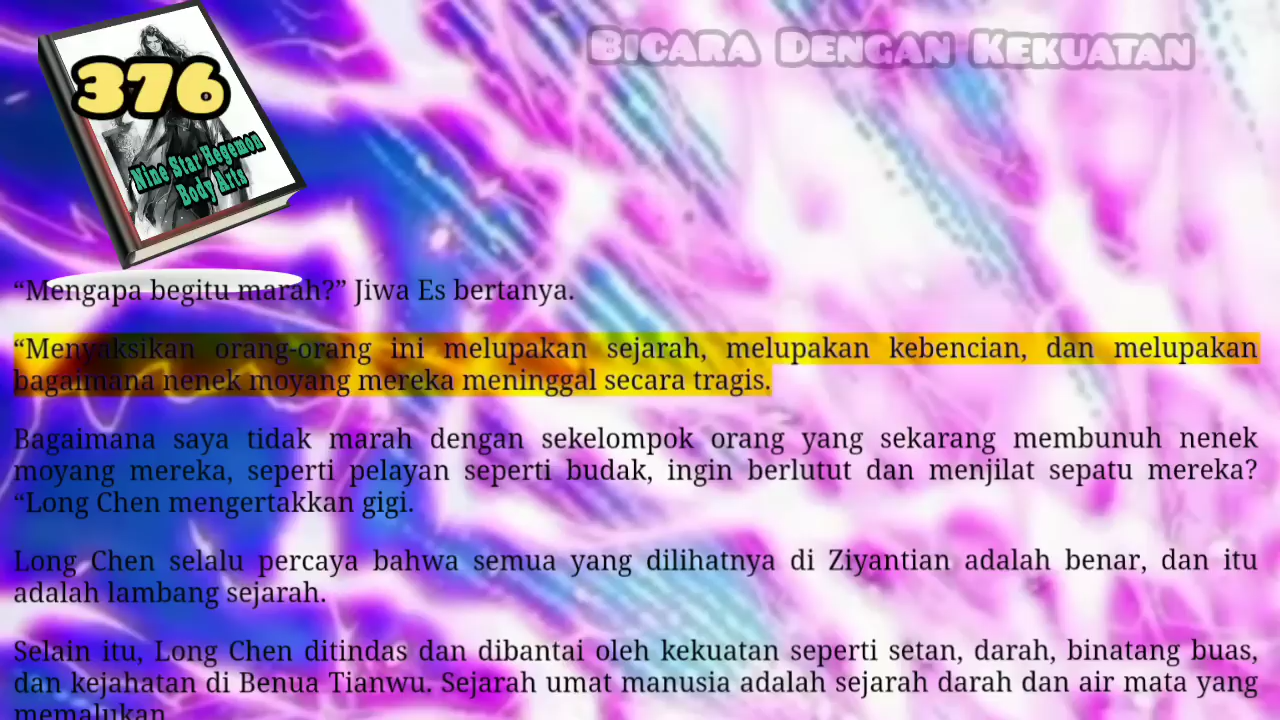 BICARA DENGAN KEKUATAN
376
Nine Star Hegemon
Body Arts
“Mengapa begitu marah?” Jiwa Es bertanya.
“Menyaksikan orang-orang ini melupakan sejarah, melupakan kebencian, dan melupakan
bagaimana nenek moyang mereka meninggal secara tragis.
Bagaimana saya tidak marah dengan sekelompok orang yang sekarang membunuh nenek
moyang mereka, seperti pelayan seperti budak, ingin berlutut dan menjilat sepatu mereka?
“Long Chen mengertakkan gigi.
Long Chen selalu percaya bahwa semua yang dilihatnya di Ziyantian adalah benar, dan itu
adalah lambang sejarah.
Selain itu, Long Chen ditindas dan dibantai oleh kekuatan seperti setan, darah, binatang buas,
dan kejahatan di Benua Tianwu. Sejarah umat manusia adalah sejarah darah dan air mata yang
memalukan.